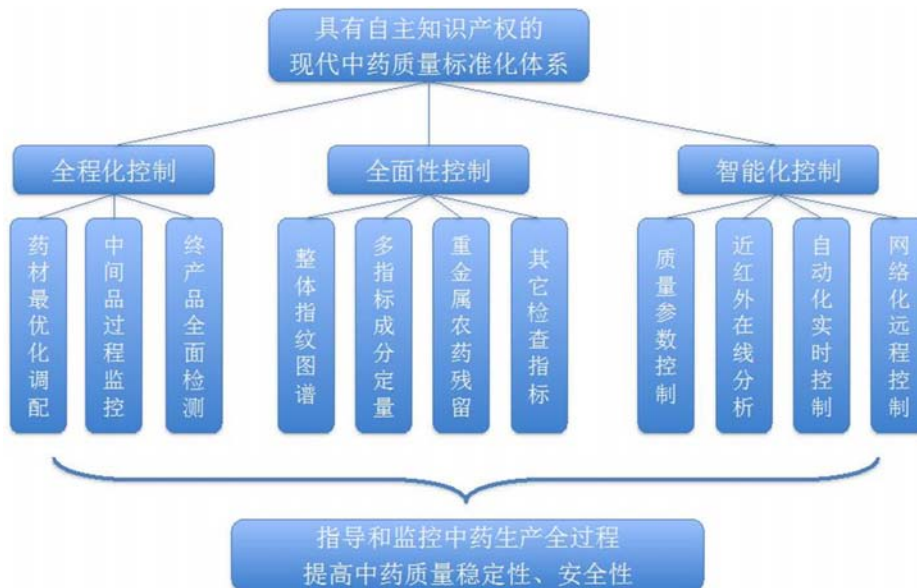 具有自主知识产权的
现代中药质量标准化体系
全程化控制
全面性控制
智能化控制
药材最优化调配
中间品过程监控
终产品全面检测
整体指纹图谱
多指标成分定量
重金属农药残留
其它检查指标
质量参数控制
近红外在线分析
自动化实时控制
网络化远程控制
指导和监控中药生产全过程
提高中药质量稳定性、安全性